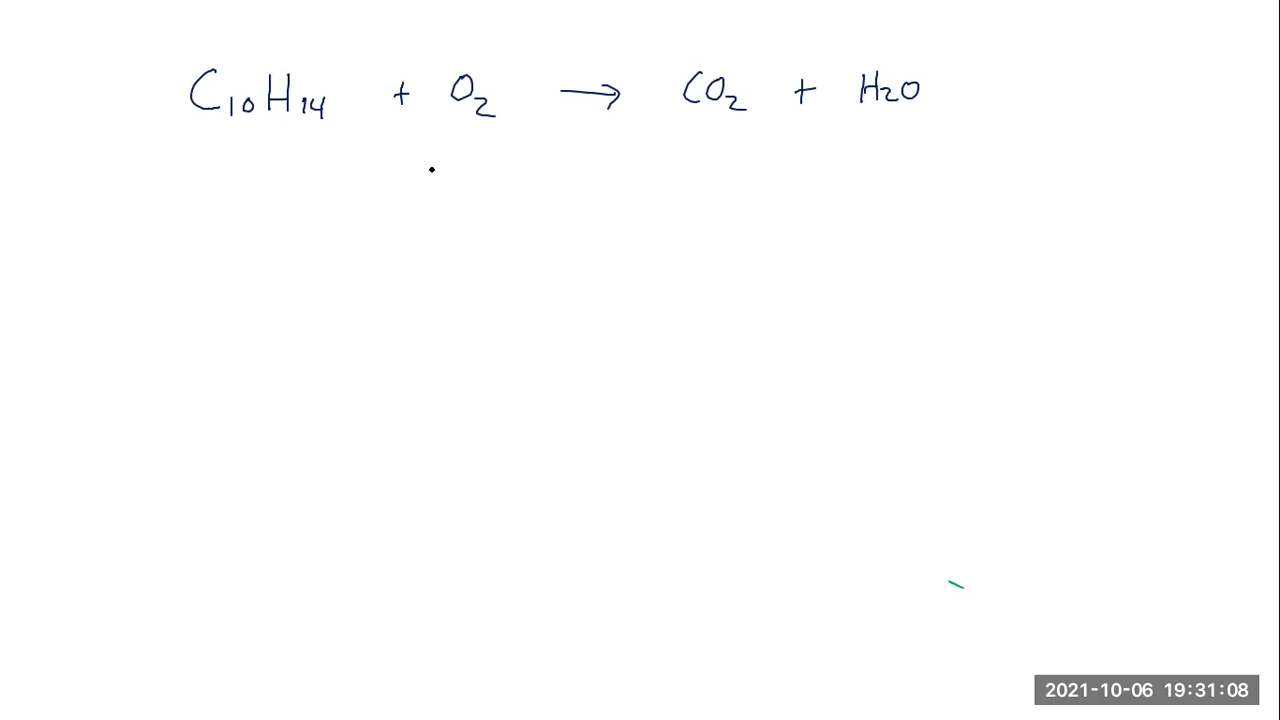 C₁₀H₁₄ + O₂ → CO₂ + H₂O
2021-10-06 19:31:08